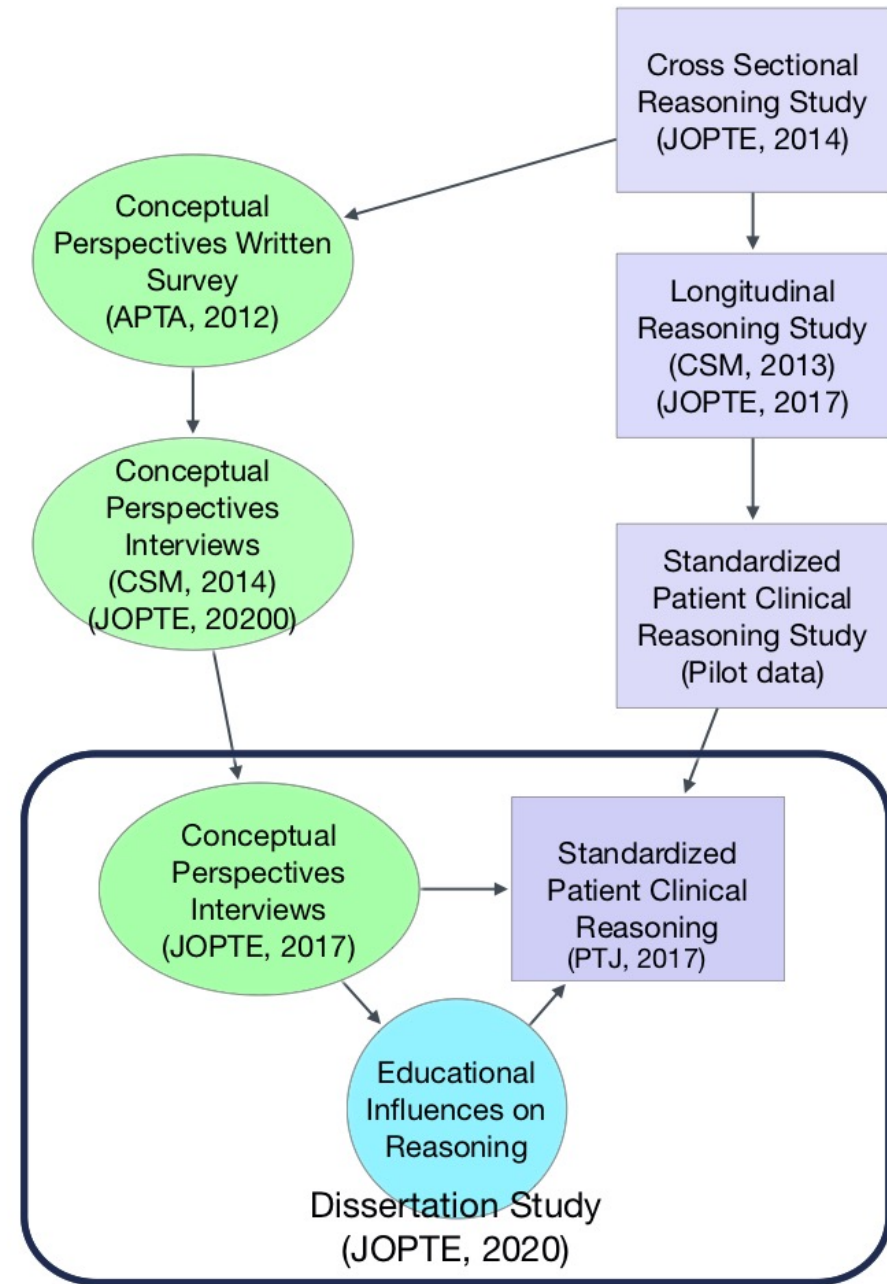 Cross Sectional
Reasoning Study
(JOPTE, 2014)
Conceptual
Perspectives Written
Survey
(APTA, 2012)
Longitudinal
Reasoning Study
(CSM, 2013)
(JOPTE, 2017)
Conceptual
Perspectives
Interviews
(CSM, 2014)
(JOPTE, 20200)
Standardized
Patient Clinical
Reasoning Study
(Pilot data)
Conceptual
Perspectives
Interviews
(JOPTE, 2017)
Standardized
Patient Clinical
Reasoning
(PTJ, 2017)
Educational
Influences on
Reasoning
Dissertation Study
(JOPTE, 2020)